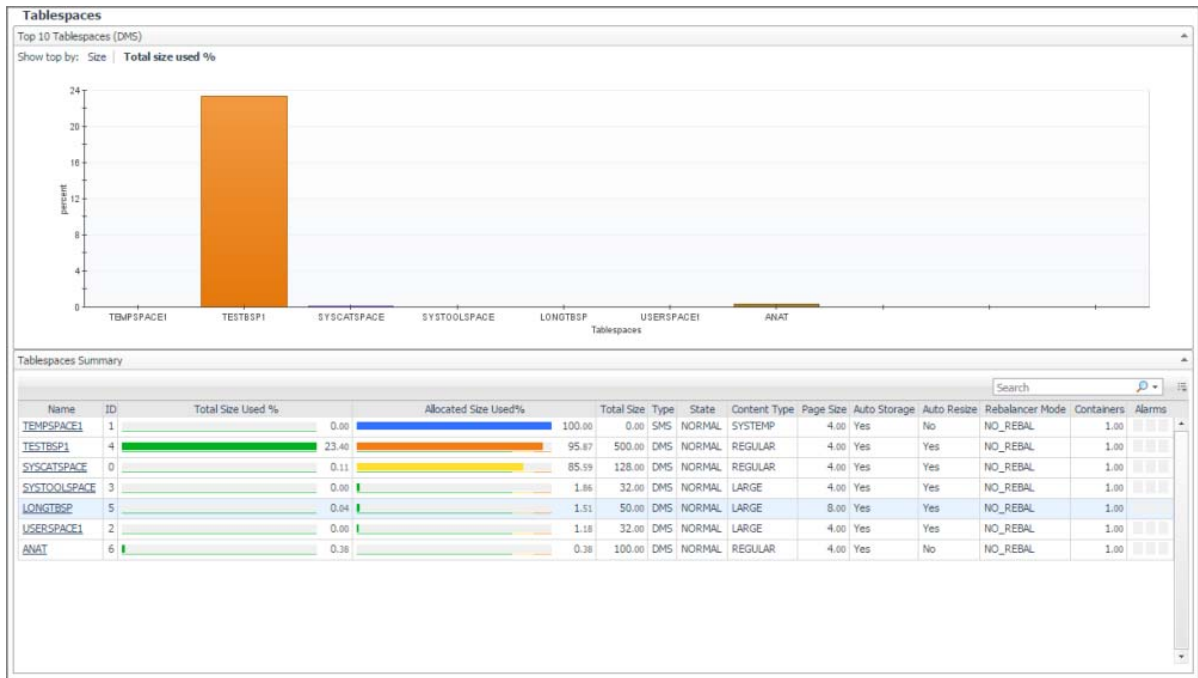 Tablespaces
Top 10 Tablespaces (DMS)
Show top by: Size | Total size used %
24
20
16
12
8
4
0
percent
TEMPSPACE1 TESTBSP1 SYSCATSPACE SYSTOOLSPACE LONGTBSP USERSPACE1 ANAT
Tablespaces
Tablespaces Summary
Search
Name ID Total Size Used % Allocated Size Used% Total Size Type State Content Type Page Size Auto Storage Auto Resize Rebalancer Mode Containers Alarms
TEMPSPACE1 1 0.00 100.00 0.00 SMS NORMAL SYSTEMP 4.00 Yes No NO_REBAL 1.00
TESTBSP1 4 23.40 95.87 500.00 DMS NORMAL REGULAR 4.00 Yes Yes NO_REBAL 1.00
SYSCATSPACE 0 0.11 85.59 128.00 DMS NORMAL REGULAR 4.00 Yes Yes NO_REBAL 1.00
SYSTOOLSPACE 3 0.00 1.86 32.00 DMS NORMAL LARGE 4.00 Yes Yes NO_REBAL 1.00
LONGTBSP 5 0.04 1.51 50.00 DMS NORMAL LARGE 8.00 Yes Yes NO_REBAL 1.00
USERSPACE1 2 0.00 1.18 32.00 DMS NORMAL LARGE 4.00 Yes Yes NO_REBAL 1.00
ANAT 6 0.38 0.38 100.00 DMS NORMAL REGULAR 4.00 Yes No NO_REBAL 1.00